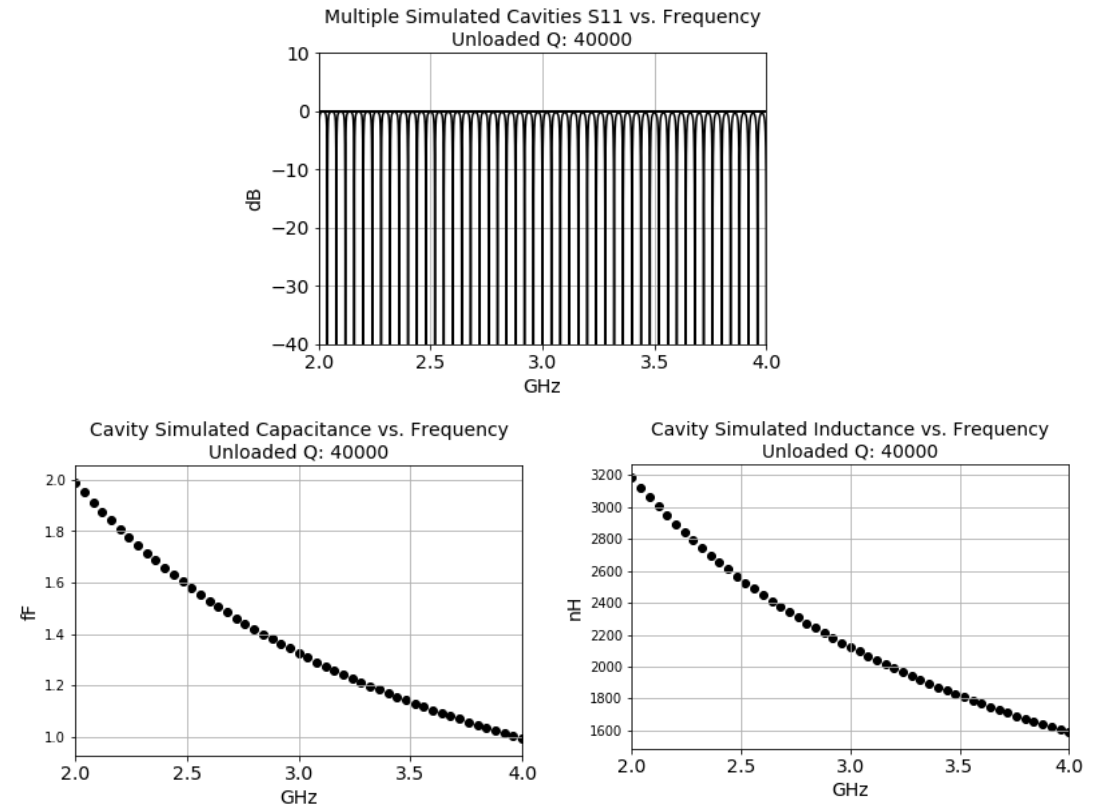 Multiple Simulated Cavities S11 vs. Frequency
Unloaded Q: 40000
10
0
−10
−20
−30
−40
dB
2.0 2.5 3.0 3.5 4.0
GHz
Cavity Simulated Capacitance vs. Frequency
Unloaded Q: 40000
2.0
1.8
1.6
1.4
1.2
1.0
fF
2.0 2.5 3.0 3.5 4.0
GHz
Cavity Simulated Inductance vs. Frequency
Unloaded Q: 40000
3200
3000
2800
2600
2400
2200
2000
1800
1600
nH
2.0 2.5 3.0 3.5 4.0
GHz